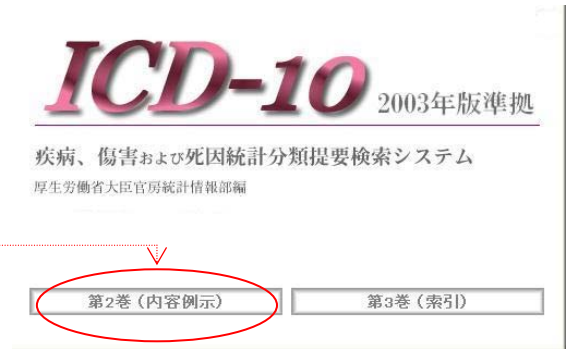 ICD-10 2003年版準拠
疾病、傷害および死因統計分類提要検索システム
厚生労働省大臣官房統計情報部編
第2巻（内容例示） 第3巻（索引）